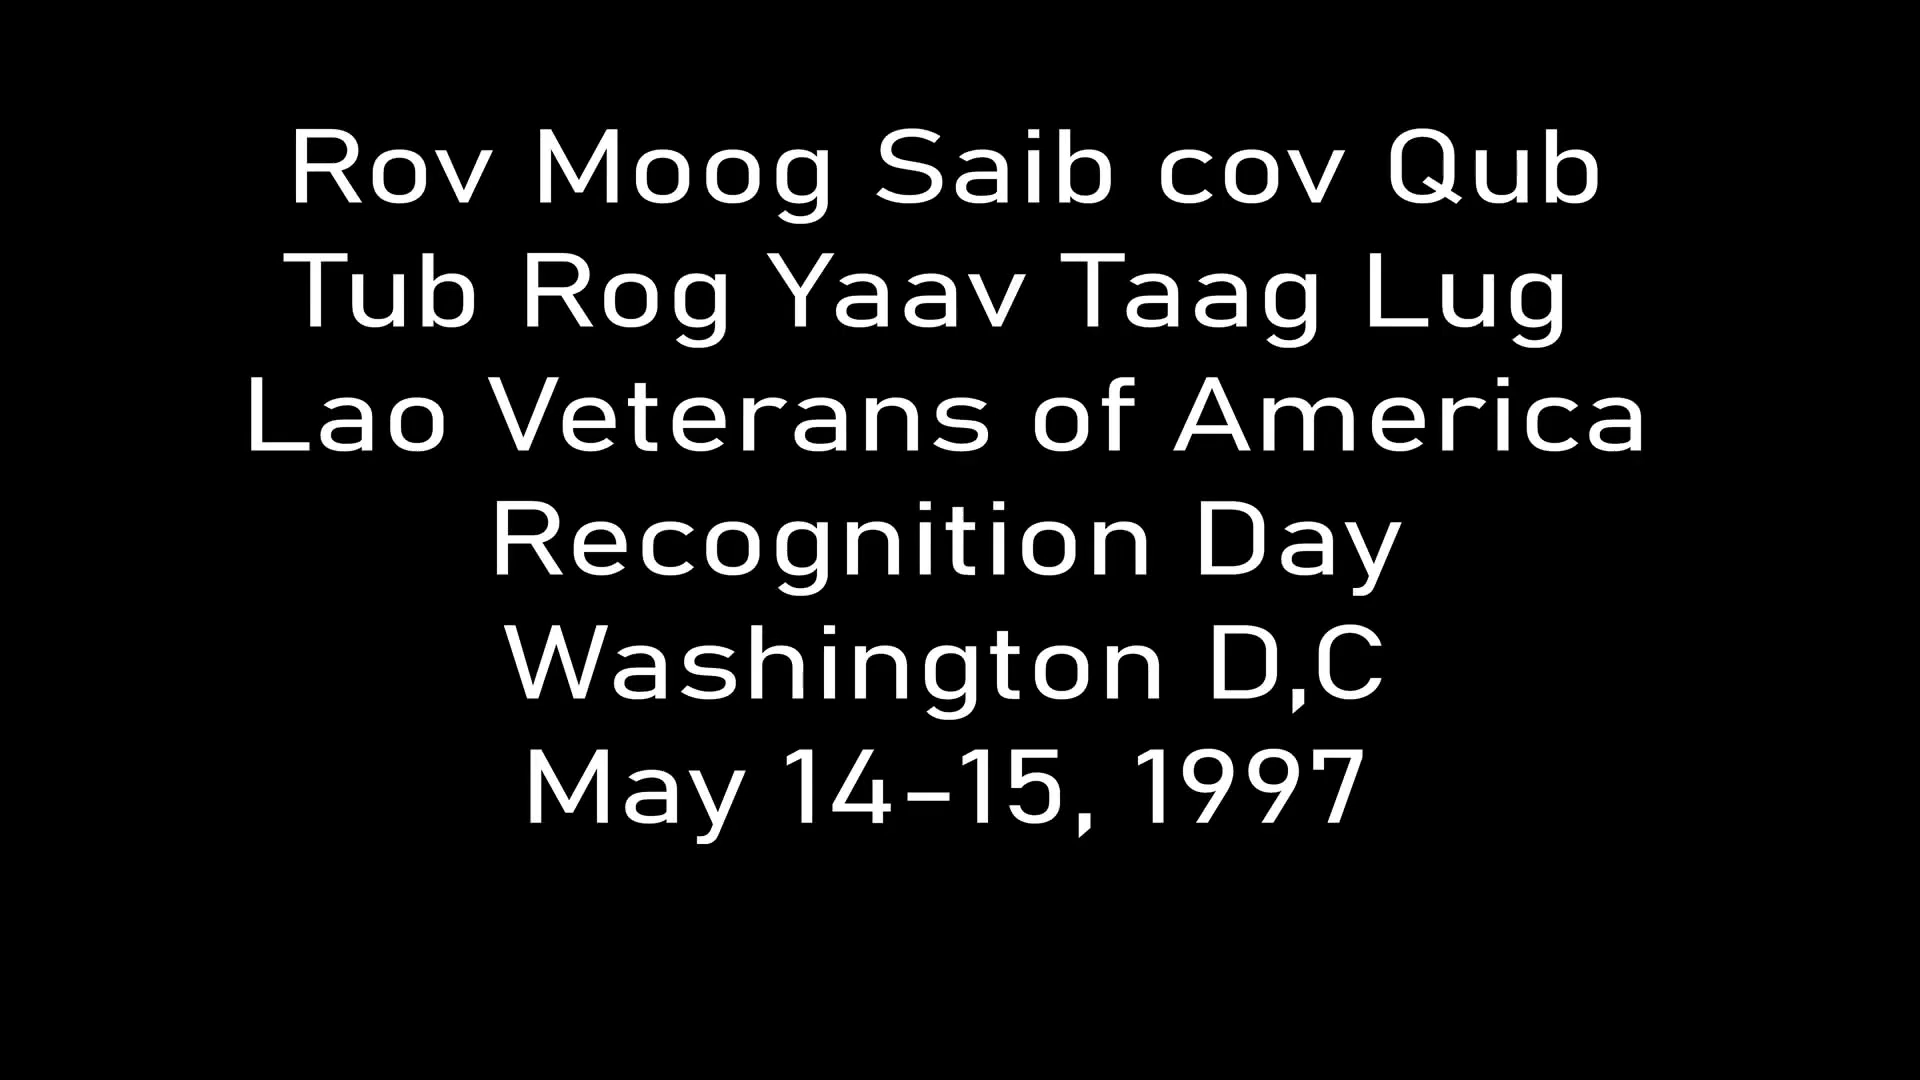 Rov Moog Saib cov Qub
Tub Rog Yaav Taag Lug
Lao Veterans of America
Recognition Day
Washington D,C
May 14-15, 1997